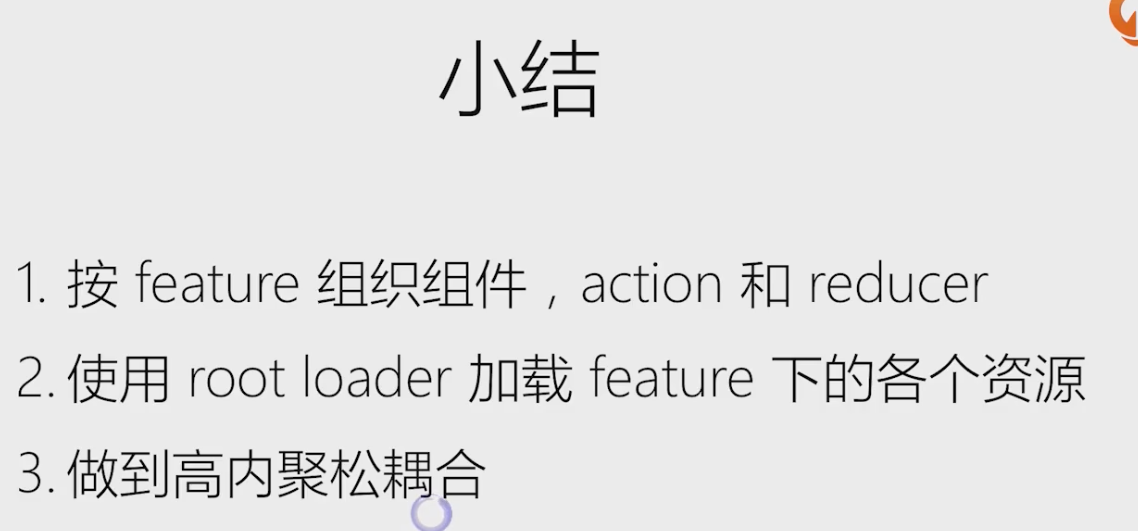 小结
1. 按 feature 组织组件，action 和 reducer
2. 使用 root loader 加载 feature 下的各个资源
3. 做到高内聚松耦合